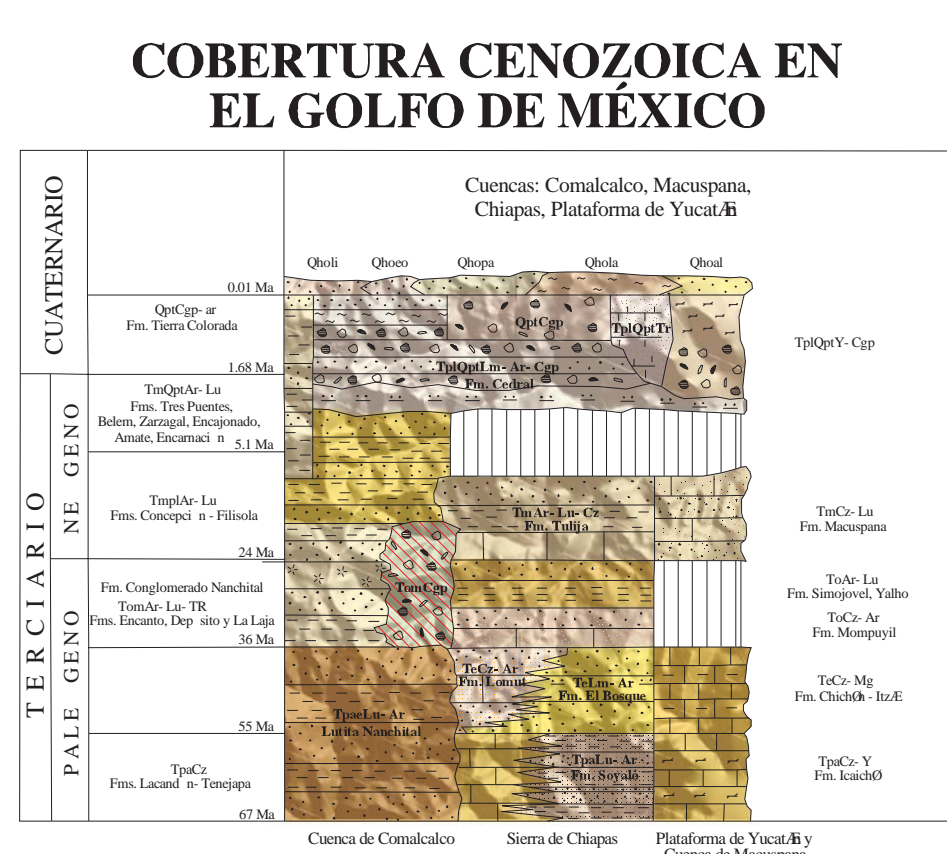 COBERTURA CENOZOICA EN
EL GOLFO DE MÉXICO
Cuencas: Comalcalco, Macuspana,
Chiapas, Plataforma de YucatÆn
CUATERNARIO
Qholi Qhoeo Qhopa Qhola Qhoal
0.01 Ma
QptCgp- ar
Fm. Tierra Colorada
QptCgp
TplQptTr
TplQptY- Cgp
1.68 Ma
TplQptLm- Ar- Cgp
Fm. Cedral
TERCIARIO
NE GENO
TmQptAr- Lu
Fms. Tres Puentes,
Belem, Zarzagal, Encajonado,
Amate, Encarnaci n
5.1 Ma
TmplAr- Lu
Fms. Concepci n - Filisola
TmAr- Lu- Cz
Fm. Tulija
TmCz- Lu
Fm. Macuspana
24 Ma
PALE GENO
Fm. Conglomerado Nanchital
TomAr- Lu- TR
Fms. Encanto, Dep sito y La Laja
TomCgp
ToAr- Lu
Fm. Simojovel, Yalho
ToCz- Ar
Fm. Mompuyil
36 Ma
TeCz- Ar
Fm. Lomut
TeLm- Ar
Fm. El Bosque
TeCz- Mg
Fm. ChichØn - ItzÆ
TpaeLu- Ar
Lutita Nanchital
55 Ma
TpaCz
Fms. Lacand n- Tenejapa
TpaLu- Ar
Fm. Soyaló
TpaCz- Y
Fm. IcaichØ
67 Ma
Cuenca de Comalcalco
Sierra de Chiapas
Plataforma de YucatÆn y
Cuenca de Macuspana